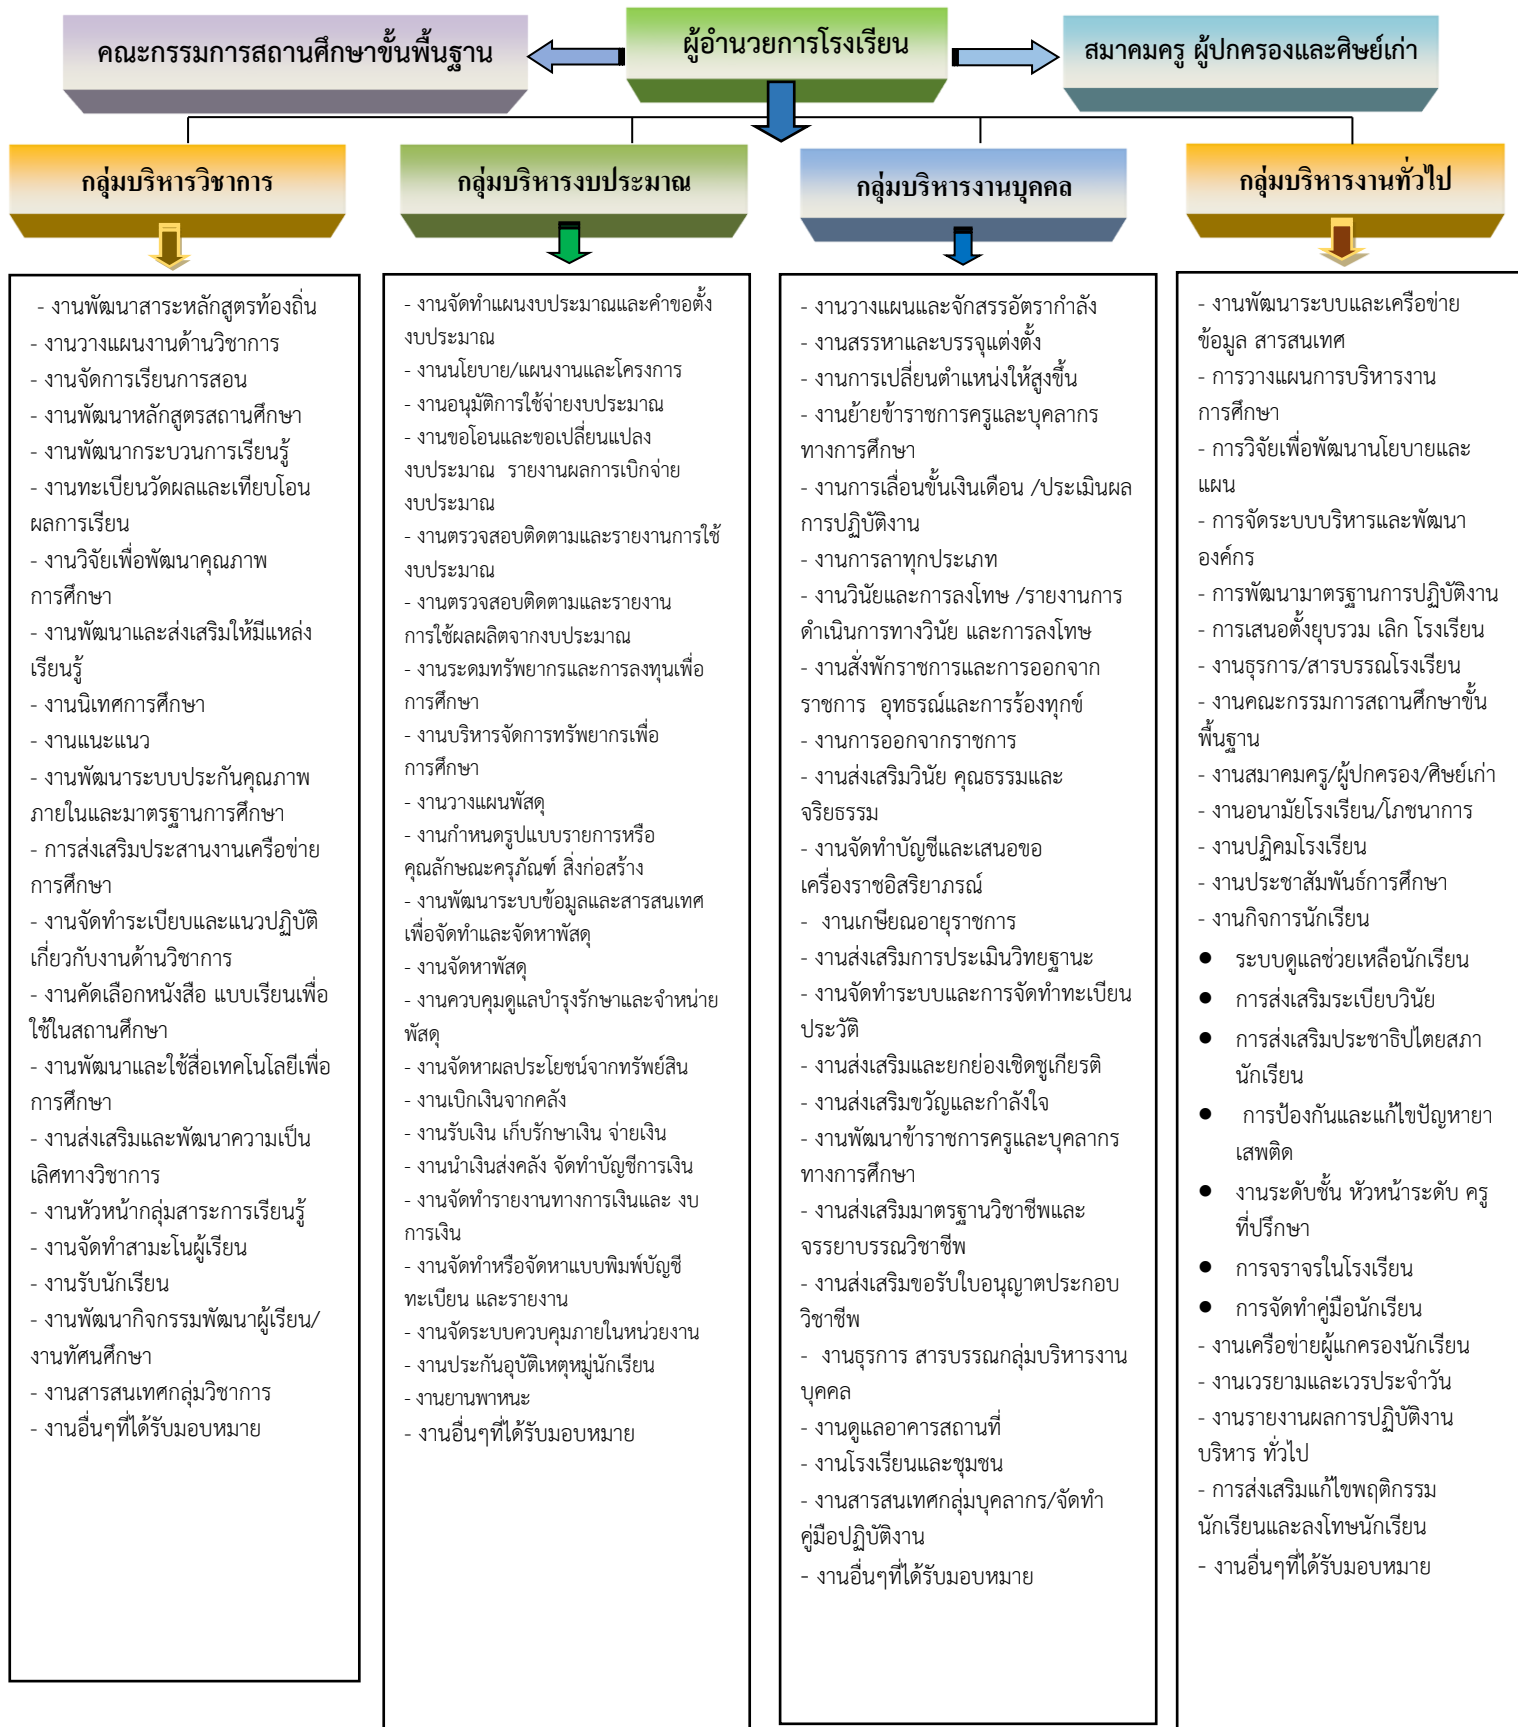 คณะกรรมการสถานศึกษาขั้นพื้นฐาน
ผู้อำนวยการโรงเรียน
สมาคมครู ผู้ปกครองและศิษย์เก่า
กลุ่มบริหารวิชาการ
กลุ่มบริหารงบประมาณ
กลุ่มบริหารงานบุคคล
กลุ่มบริหารงานทั่วไป
- งานพัฒนาสาระหลักสูตรท้องถิ่น
- งานวางแผนงานด้านวิชาการ
- งานจัดการเรียนการสอน
- งานพัฒนาหลักสูตรสถานศึกษา
- งานพัฒนากระบวนการเรียนรู้
- งานทะเบียนวัดผลและเทียบโอน
ผลการเรียน
- งานวิจัยเพื่อพัฒนาคุณภาพ
การศึกษา
- งานพัฒนาและส่งเสริมให้มีแหล่ง
เรียนรู้
- งานนิเทศการศึกษา
- งานแนะแนว
- งานพัฒนาระบบประกันคุณภาพ
ภายในและมาตรฐานการศึกษา
- การส่งเสริมประสานงานเครือข่าย
การศึกษา
- งานจัดทำระเบียบและแนวปฏิบัติ
เกี่ยวกับงานด้านวิชาการ
- งานคัดเลือกหนังสือ แบบเรียนเพื่อ
ใช้ในสถานศึกษา
- งานพัฒนาและใช้สื่อเทคโนโลยีเพื่อ
การศึกษา
- งานส่งเสริมและพัฒนาความเป็น
เลิศทางวิชาการ
- งานหัวหน้ากลุ่มสาระการเรียนรู้
- งานจัดทำสามะโนผู้เรียน
- งานรับนักเรียน
- งานพัฒนากิจกรรมพัฒนาผู้เรียน/
งานทัศนศึกษา
- งานสารสนเทศกลุ่มวิชาการ
- งานอื่นๆที่ได้รับมอบหมาย
- งานจัดทำแผนงบประมาณและคำขอตั้ง
งบประมาณ
- งานนโยบาย/แผนงานและโครงการ
- งานอนุมัติการใช้จ่ายงบประมาณ
- งานขอโอนและขอเปลี่ยนแปลง
งบประมาณ รายงานผลการเบิกจ่าย
งบประมาณ
- งานตรวจสอบติดตามและรายงานการใช้
งบประมาณ
- งานตรวจสอบติดตามและรายงาน
การใช้ผลผลิตจากงบประมาณ
- งานระดมทรัพยากรและการลงทุนเพื่อ
การศึกษา
- งานบริหารจัดการทรัพยากรเพื่อ
การศึกษา
- งานวางแผนพัสดุ
- งานกำหนดรูปแบบรายการหรือ
คุณลักษณะครุภัณฑ์ สิ่งก่อสร้าง
- งานพัฒนาระบบข้อมูลและสารสนเทศ
เพื่อจัดทำและจัดหาพัสดุ
- งานจัดหาพัสดุ
- งานควบคุมดูแลบำรุงรักษาและจำหน่าย
พัสดุ
- งานจัดหาผลประโยชน์จากทรัพย์สิน
- งานเบิกเงินจากคลัง
- งานรับเงิน เก็บรักษาเงิน จ่ายเงิน
- งานนำเงินส่งคลัง จัดทำบัญชีการเงิน
- งานจัดทำรายงานทางการเงินและ งบ
การเงิน
- งานจัดทำหรือจัดหาแบบพิมพ์บัญชี
ทะเบียน และรายงาน
- งานจัดระบบควบคุมภายในหน่วยงาน
- งานประกันอุบัติเหตุหมู่นักเรียน
- งานยานพาหนะ
- งานอื่นๆที่ได้รับมอบหมาย
- งานวางแผนและจักสรรอัตรากำลัง
- งานสรรหาและบรรจุแต่งตั้ง
- งานการเปลี่ยนตำแหน่งให้สูงขึ้น
- งานย้ายข้าราชการครูและบุคลากร
ทางการศึกษา
- งานการเลื่อนขั้นเงินเดือน /ประเมินผล
การปฏิบัติงาน
- งานการลาทุกประเภท
- งานวินัยและการลงโทษ /รายงานการ
ดำเนินการทางวินัย และการลงโทษ
- งานสั่งพักราชการและการออกจาก
ราชการ อุทธรณ์และการร้องทุกข์
- งานการออกจากราชการ
- งานส่งเสริมวินัย คุณธรรมและ
จริยธรรม
- งานจัดทำบัญชีและเสนอขอ
เครื่องราชอิสริยาภรณ์
- งานเกษียณอายุราชการ
- งานส่งเสริมการประเมินวิทยฐานะ
- งานจัดทำระบบและการจัดทำทะเบียน
ประวัติ
- งานส่งเสริมและยกย่องเชิดชูเกียรติ
- งานส่งเสริมขวัญและกำลังใจ
- งานพัฒนาข้าราชการครูและบุคลากร
ทางการศึกษา
- งานส่งเสริมมาตรฐานวิชาชีพและ
จรรยาบรรณวิชาชีพ
- งานส่งเสริมขอรับใบอนุญาตประกอบ
วิชาชีพ
- งานธุรการ สารบรรณกลุ่มบริหารงาน
บุคคล
- งานดูแลอาคารสถานที่
- งานโรงเรียนและชุมชน
- งานสารสนเทศกลุ่มบุคลากร/จัดทำ
คู่มือปฏิบัติงาน
- งานอื่นๆที่ได้รับมอบหมาย
- งานพัฒนาระบบและเครือข่าย
ข้อมูล สารสนเทศ
- การวางแผนการบริหารงาน
การศึกษา
- การวิจัยเพื่อพัฒนานโยบายและ
แผน
- การจัดระบบบริหารและพัฒนา
องค์กร
- การพัฒนามาตรฐานการปฏิบัติงาน
- การเสนอตั้งยุบรวม เลิก โรงเรียน
- งานธุรการ/สารบรรณโรงเรียน
- งานคณะกรรมการสถานศึกษาขั้น
พื้นฐาน
- งานสมาคมครู/ผู้ปกครอง/ศิษย์เก่า
- งานอนามัยโรงเรียน/โภชนาการ
- งานปฏิคมโรงเรียน
- งานประชาสัมพันธ์การศึกษา
- งานกิจการนักเรียน
● ระบบดูแลช่วยเหลือนักเรียน
● การส่งเสริมระเบียบวินัย
● การส่งเสริมประชาธิปไตยสภา
นักเรียน
● การป้องกันและแก้ไขปัญหายา
เสพติด
● งานระดับชั้น หัวหน้าระดับ ครู
ที่ปรึกษา
● การจราจรในโรงเรียน
● การจัดทำคู่มือนักเรียน
- งานเครือข่ายผู้แกครองนักเรียน
- งานเวรยามและเวรประจำวัน
- งานรายงานผลการปฏิบัติงาน
บริหาร ทั่วไป
- การส่งเสริมแก้ไขพฤติกรรม
นักเรียนและลงโทษนักเรียน
- งานอื่นๆที่ได้รับมอบหมาย